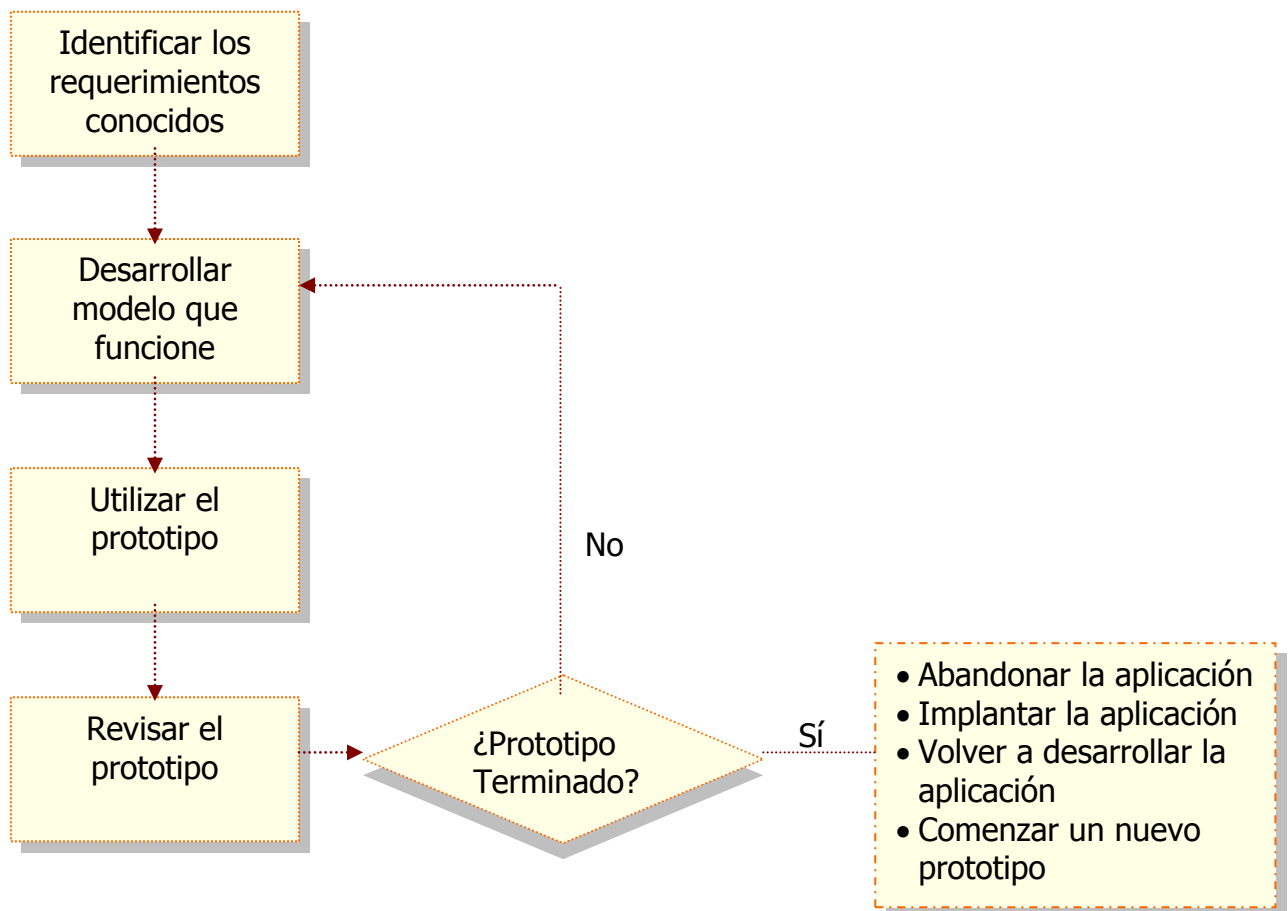 Identificar los
requerimientos
conocidos
Desarrollar
modelo que
funcione
Utilizar el
prototipo
Revisar el
prototipo
¿Prototipo
Terminado?
No
Sí
• Abandonar la aplicación
• Implantar la aplicación
• Volver a desarrollar la
aplicación
• Comenzar un nuevo
prototipo